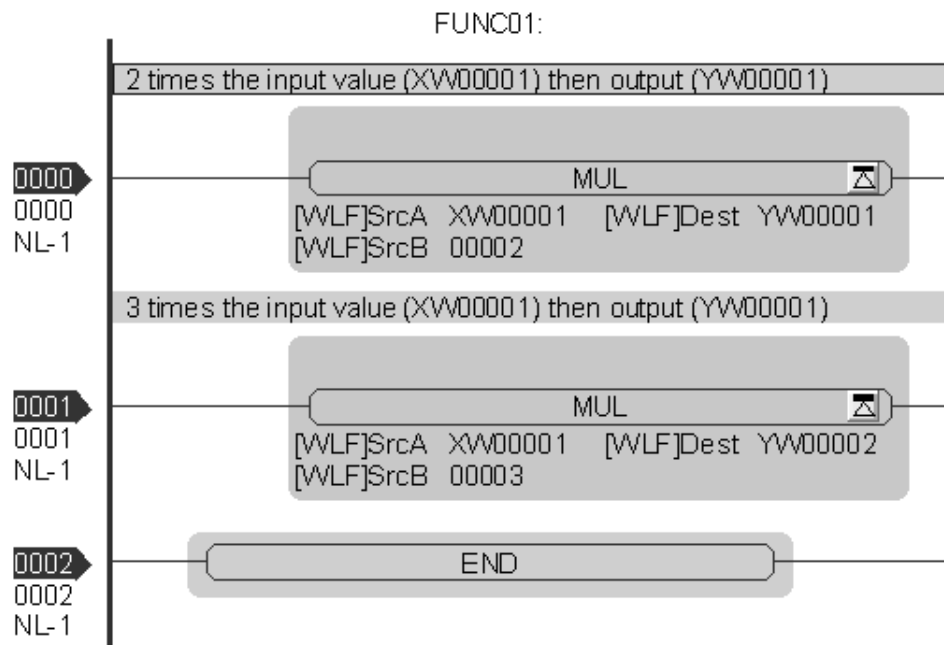 FUNC01:
2 times the input value (XW00001) then output (YW00001)
0000 MUL
0000 [WLF]SrcA XW00001 [WLF]Dest YW00001
NL-1 [WLF]SrcB 00002
3 times the input value (XW00001) then output (YW00001)
0001 MUL
0001 [WLF]SrcA XW00001 [WLF]Dest YW00002
NL-1 [WLF]SrcB 00003
0002 END
0002
NL-1